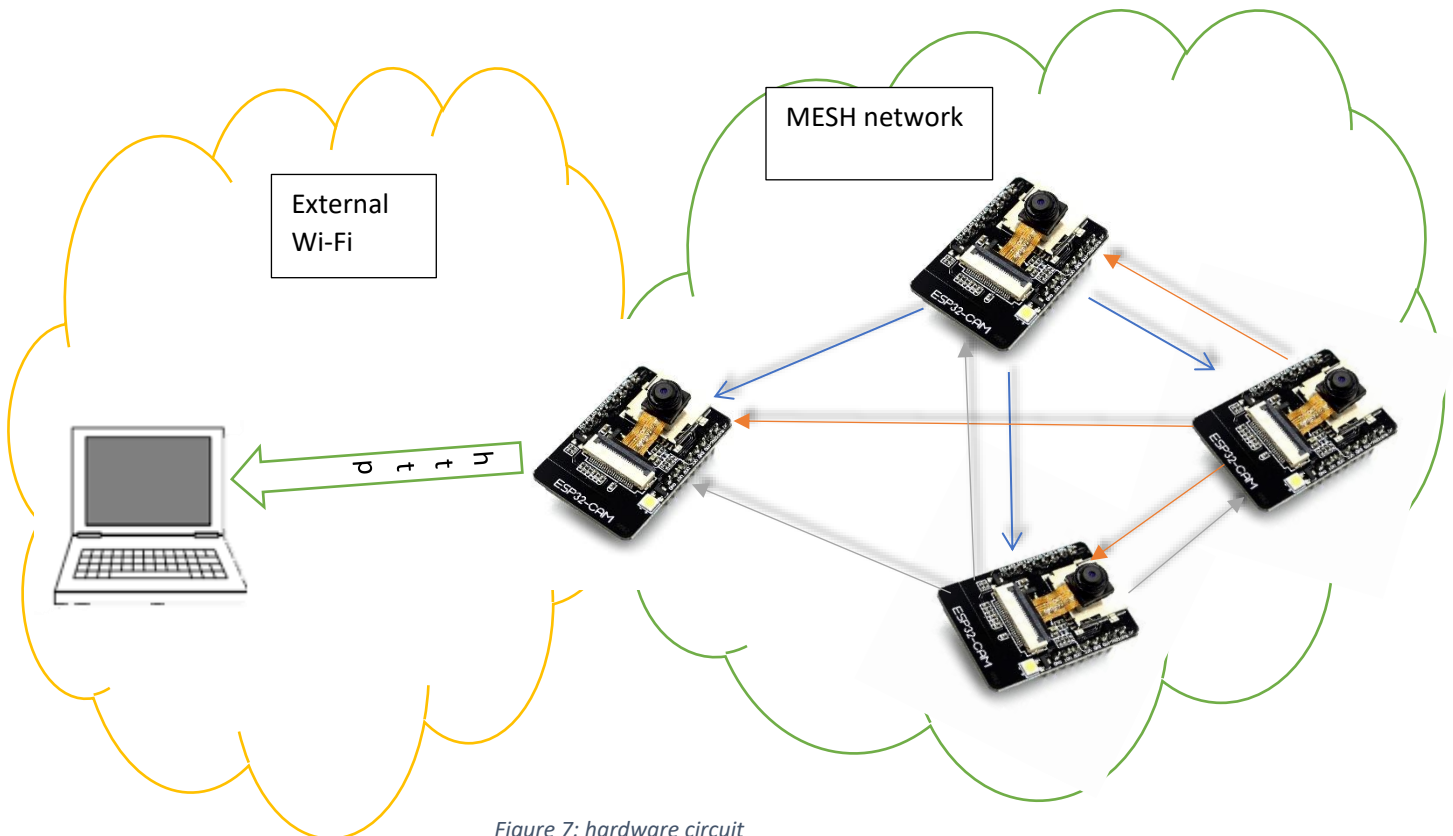 MESH network
External
Wi-Fi
http
ESP32-CAM
ESP32-CAM
ESP32-CAM
ESP32-CAM
Figure 7: hardware circuit